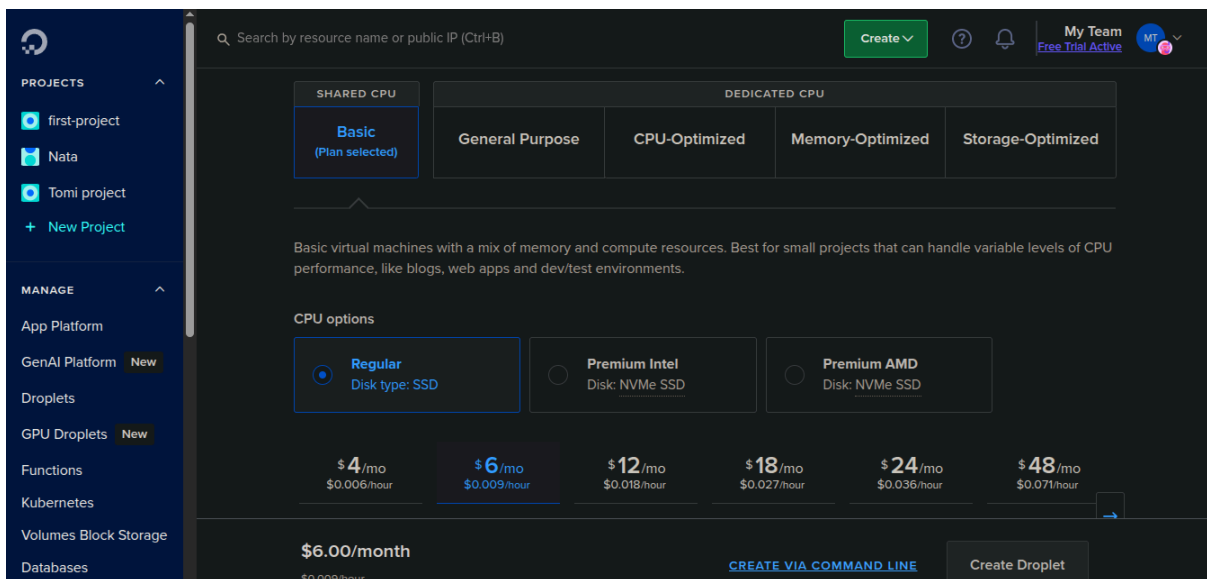 Search by resource name or public IP (Ctrl+B)
Create
My Team
Free Trial Active
MT
PROJECTS
first-project
Nata
Tomi project
+ New Project
MANAGE
App Platform
GenAI Platform New
Droplets
GPU Droplets New
Functions
Kubernetes
Volumes Block Storage
Databases
SHARED CPU
DEDICATED CPU
Basic
(Plan selected)
General Purpose
CPU-Optimized
Memory-Optimized
Storage-Optimized
Basic virtual machines with a mix of memory and compute resources. Best for small projects that can handle variable levels of CPU
performance, like blogs, web apps and dev/test environments.
CPU options
Regular
Disk type: SSD
Premium Intel
Disk: NVMe SSD
Premium AMD
Disk: NVMe SSD
$4/mo
$0.006/hour
$6/mo
$0.009/hour
$12/mo
$0.018/hour
$18/mo
$0.027/hour
$24/mo
$0.036/hour
$48/mo
$0.071/hour
→
$6.00/month
$0.009/hour
CREATE VIA COMMAND LINE
Create Droplet